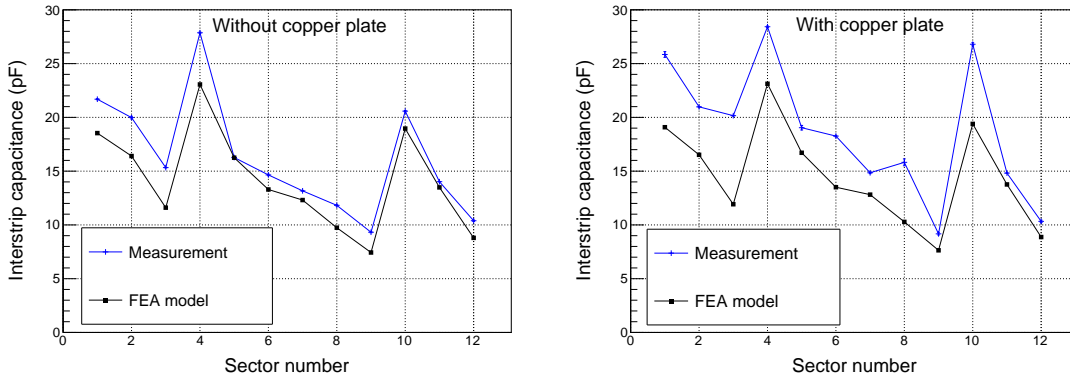 Without copper plate
Interstrip capacitance (pF)
30
25
20
15
10
5
0
Measurement
FEA model
0 2 4 6 8 10 12
Sector number
With copper plate
Interstrip capacitance (pF)
30
25
20
15
10
5
0
Measurement
FEA model
0 2 4 6 8 10 12
Sector number